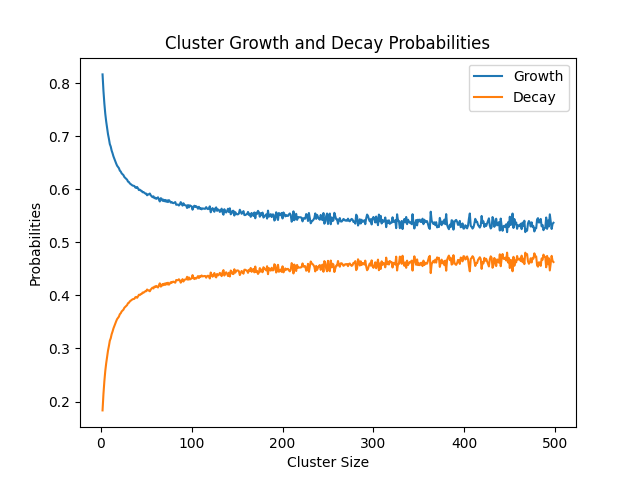 Cluster Growth and Decay Probabilities
Growth
Decay
0.8
0.7
0.6
0.5
0.4
0.3
0.2
Probabilities
0
100
200
300
400
500
Cluster Size